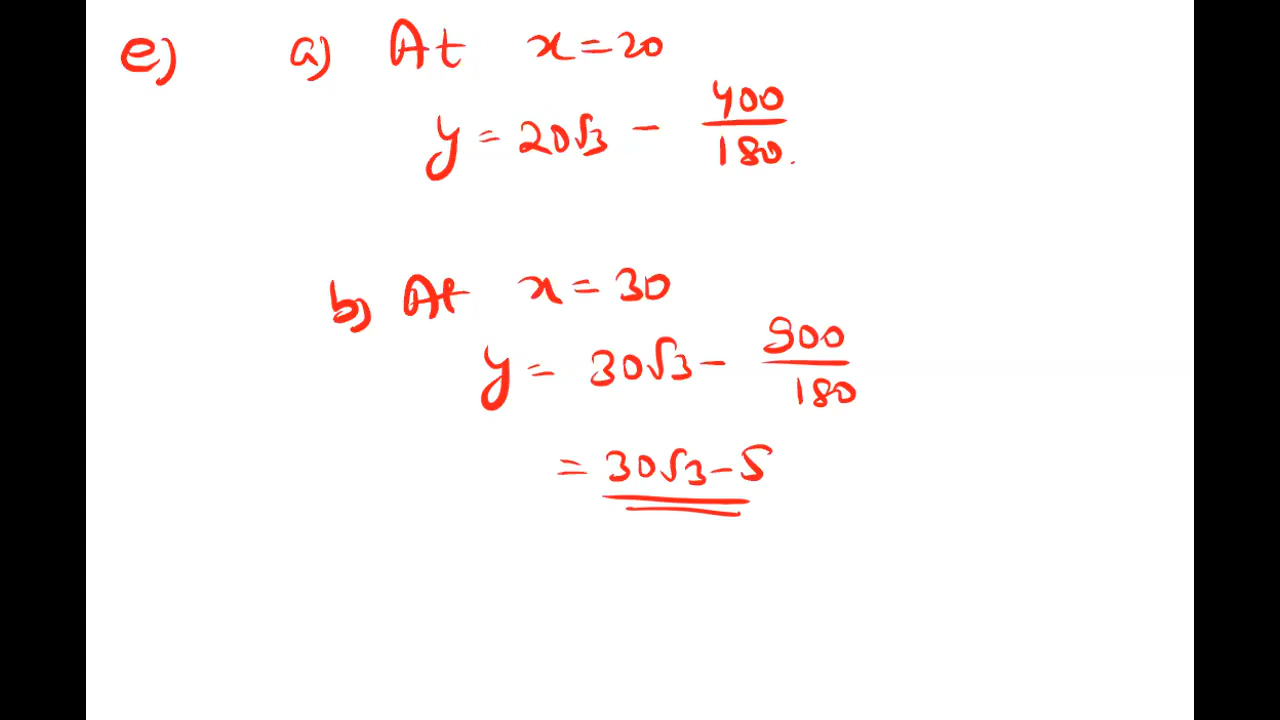 e) a) At x=20
y = 20√3 - 400/180.
b) At x = 30
y = 30√3 - 900/180
= 30√3 - 5